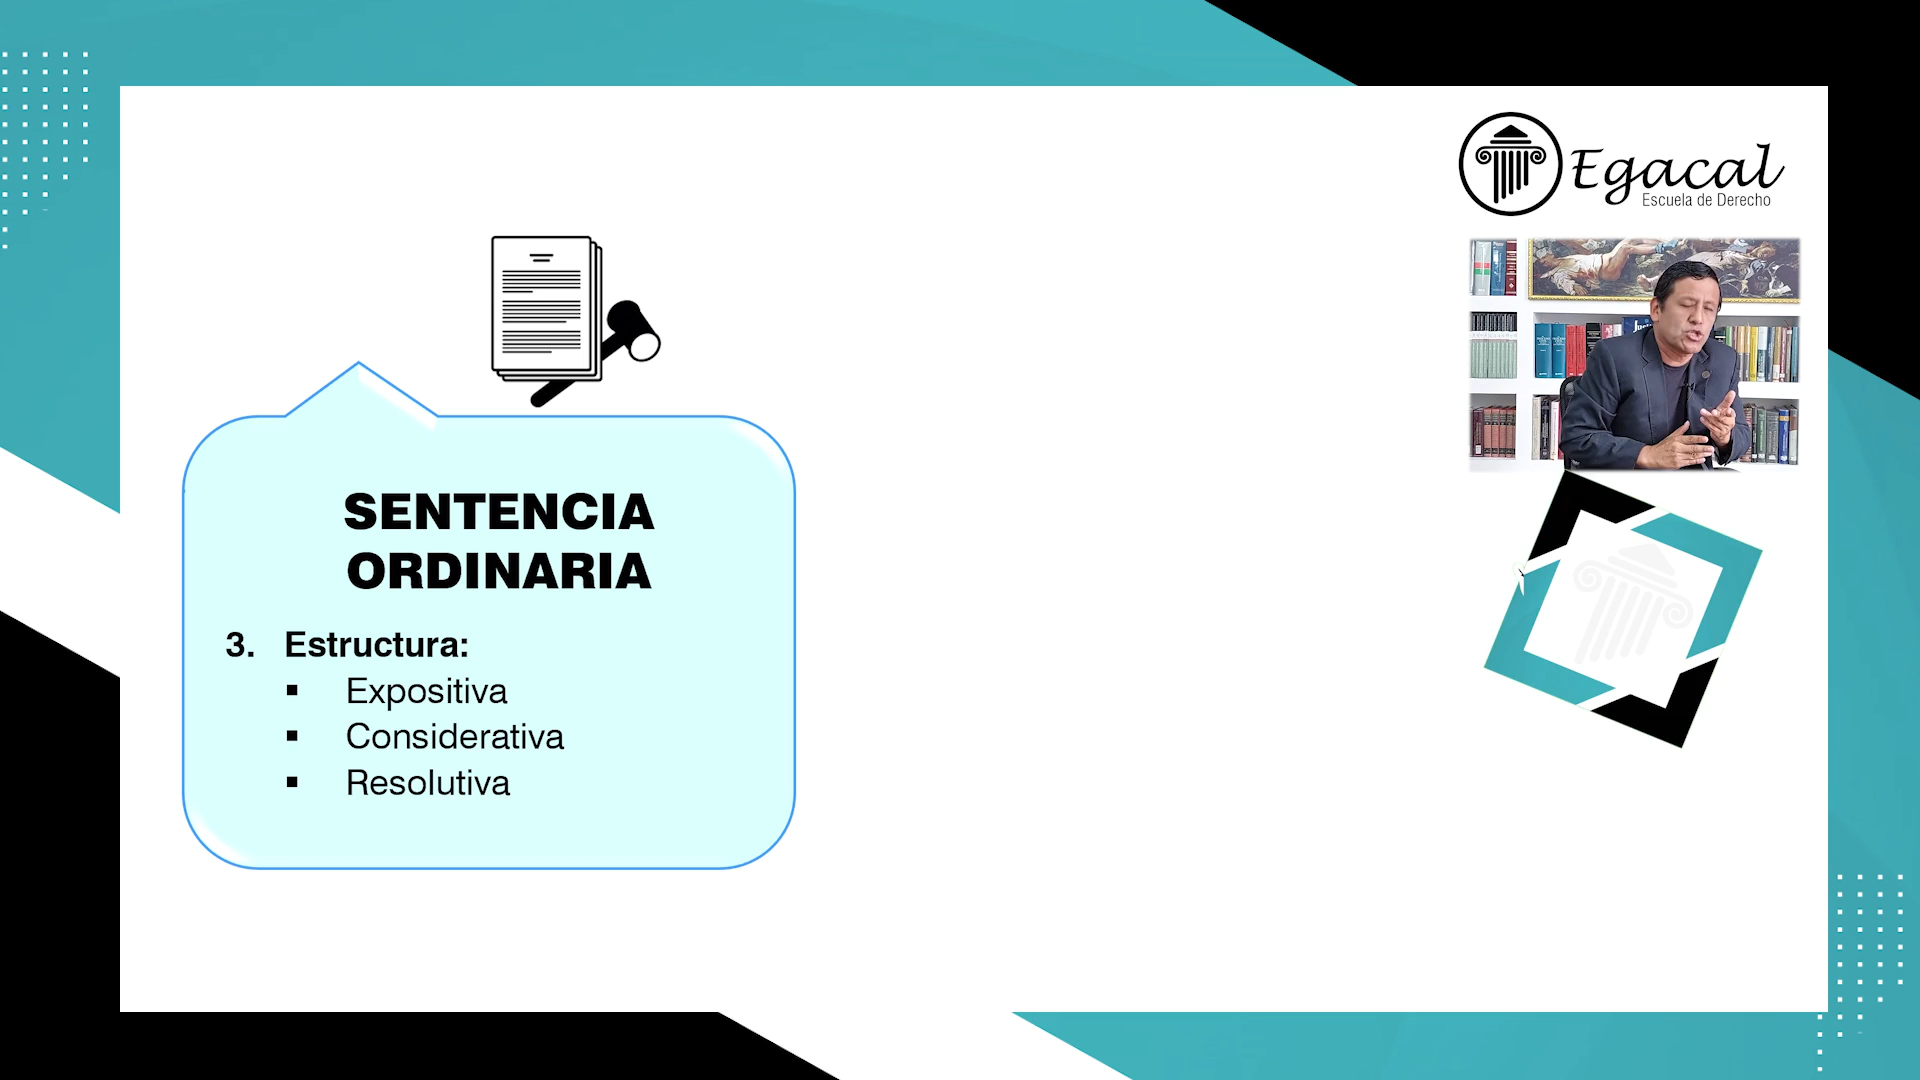 Egacal
Escuela de Derecho
SENTENCIA
ORDINARIA
3. Estructura:
▪ Expositiva
▪ Considerativa
▪ Resolutiva